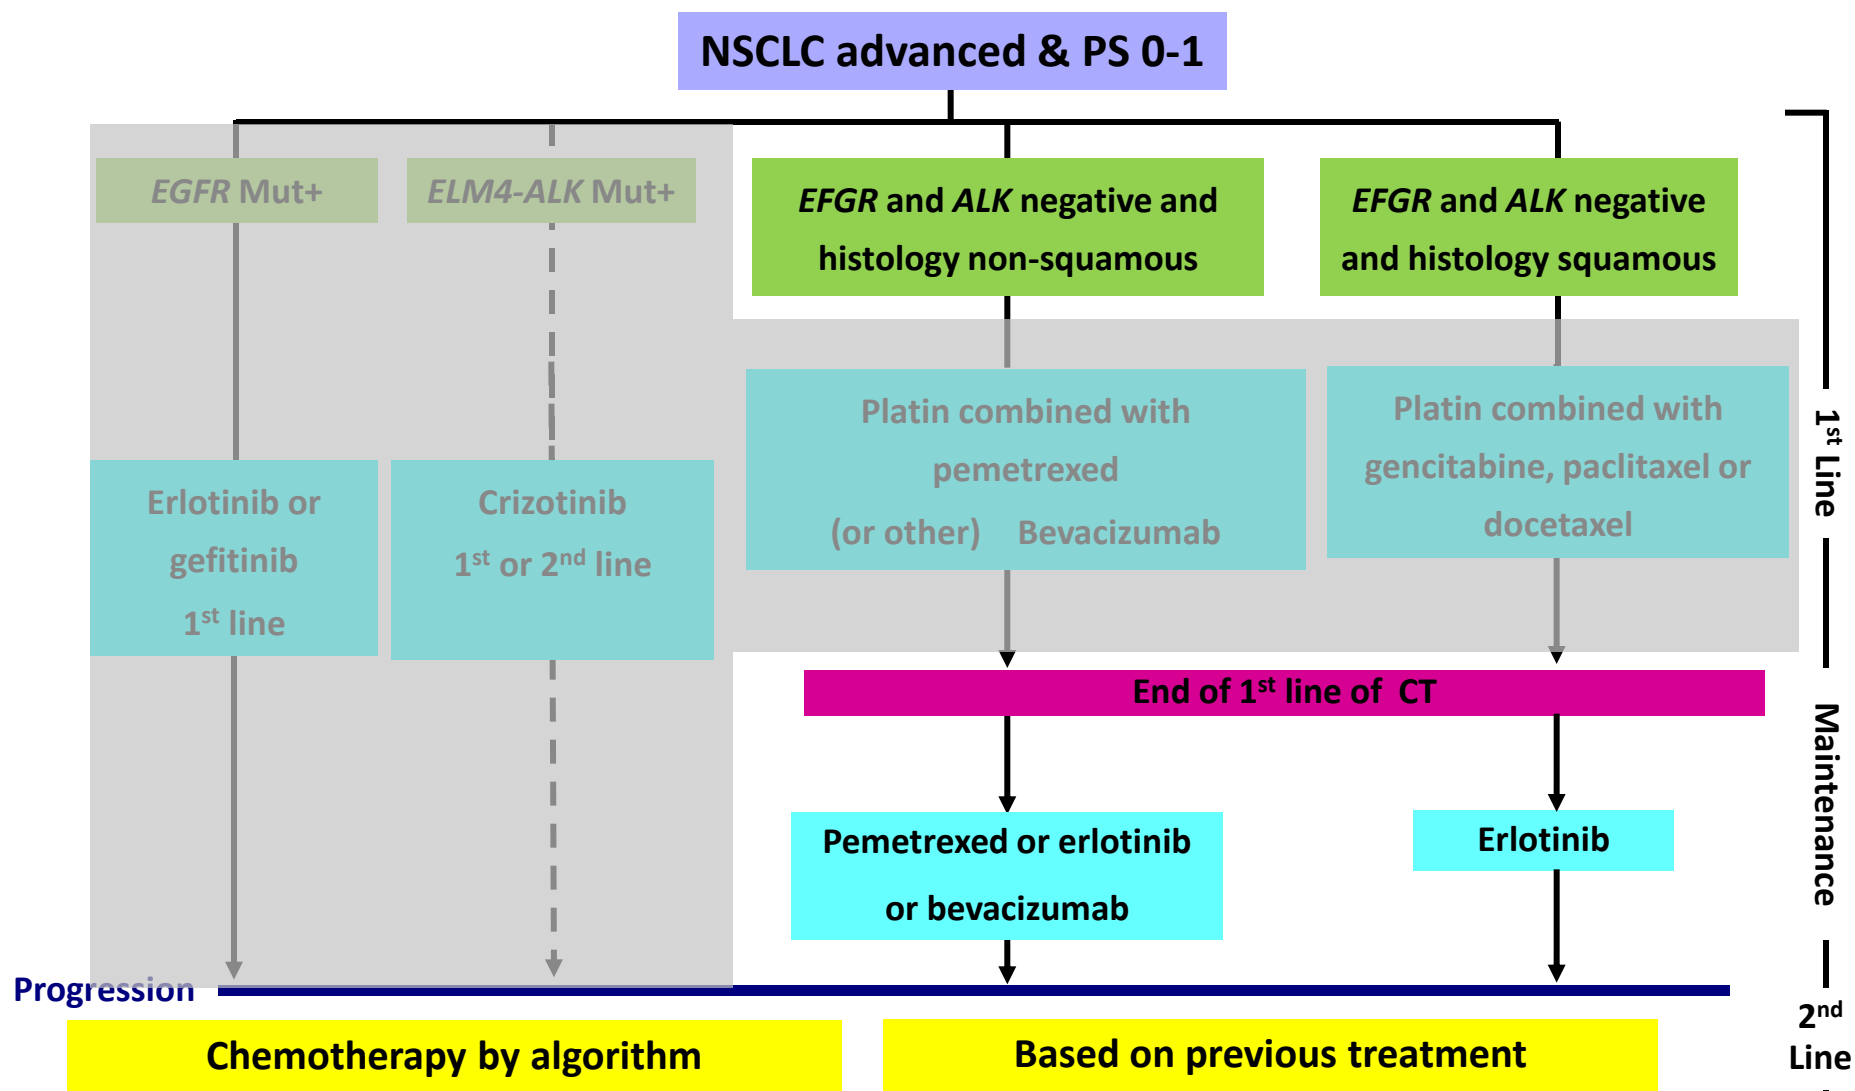 NSCLC advanced & PS 0-1
EGFR Mut+
ELM4-ALK Mut+
EFGR and ALK negative and
histology non-squamous
EFGR and ALK negative
and histology squamous
Platin combined with
pemetrexed
(or other) Bevacizumab
Platin combined with
gencitabine, paclitaxel or
docetaxel
Erlotinib or
gefitinib
1st line
Crizotinib
1st or 2nd line
1st Line
End of 1st line of CT
Maintenance
Pemetrexed or erlotinib
or bevacizumab
Erlotinib
Progression
Chemotherapy by algorithm
Based on previous treatment
2nd
Line